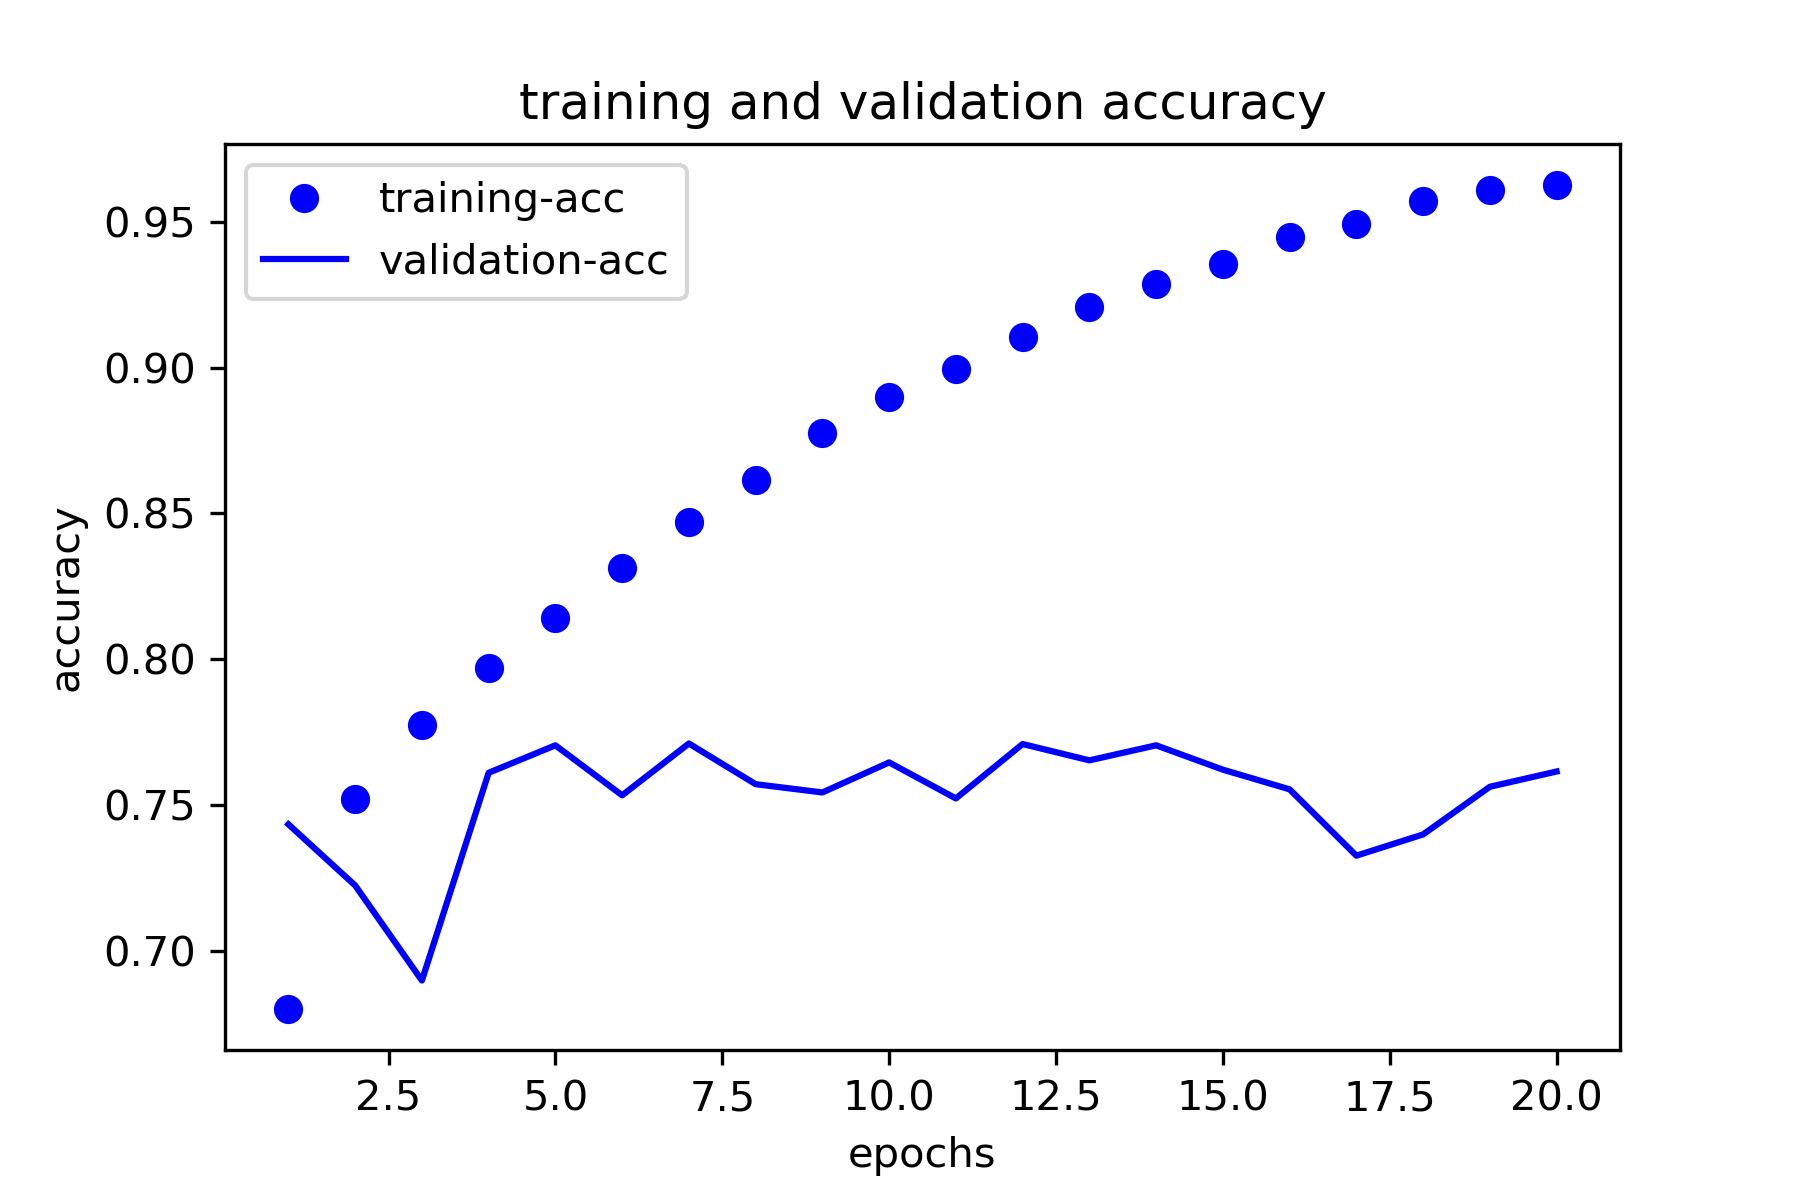 training and validation accuracy
training-acc
validation-acc
accuracy
0.95
0.90
0.85
0.80
0.75
0.70
2.5 5.0 7.5 10.0 12.5 15.0 17.5 20.0
epochs